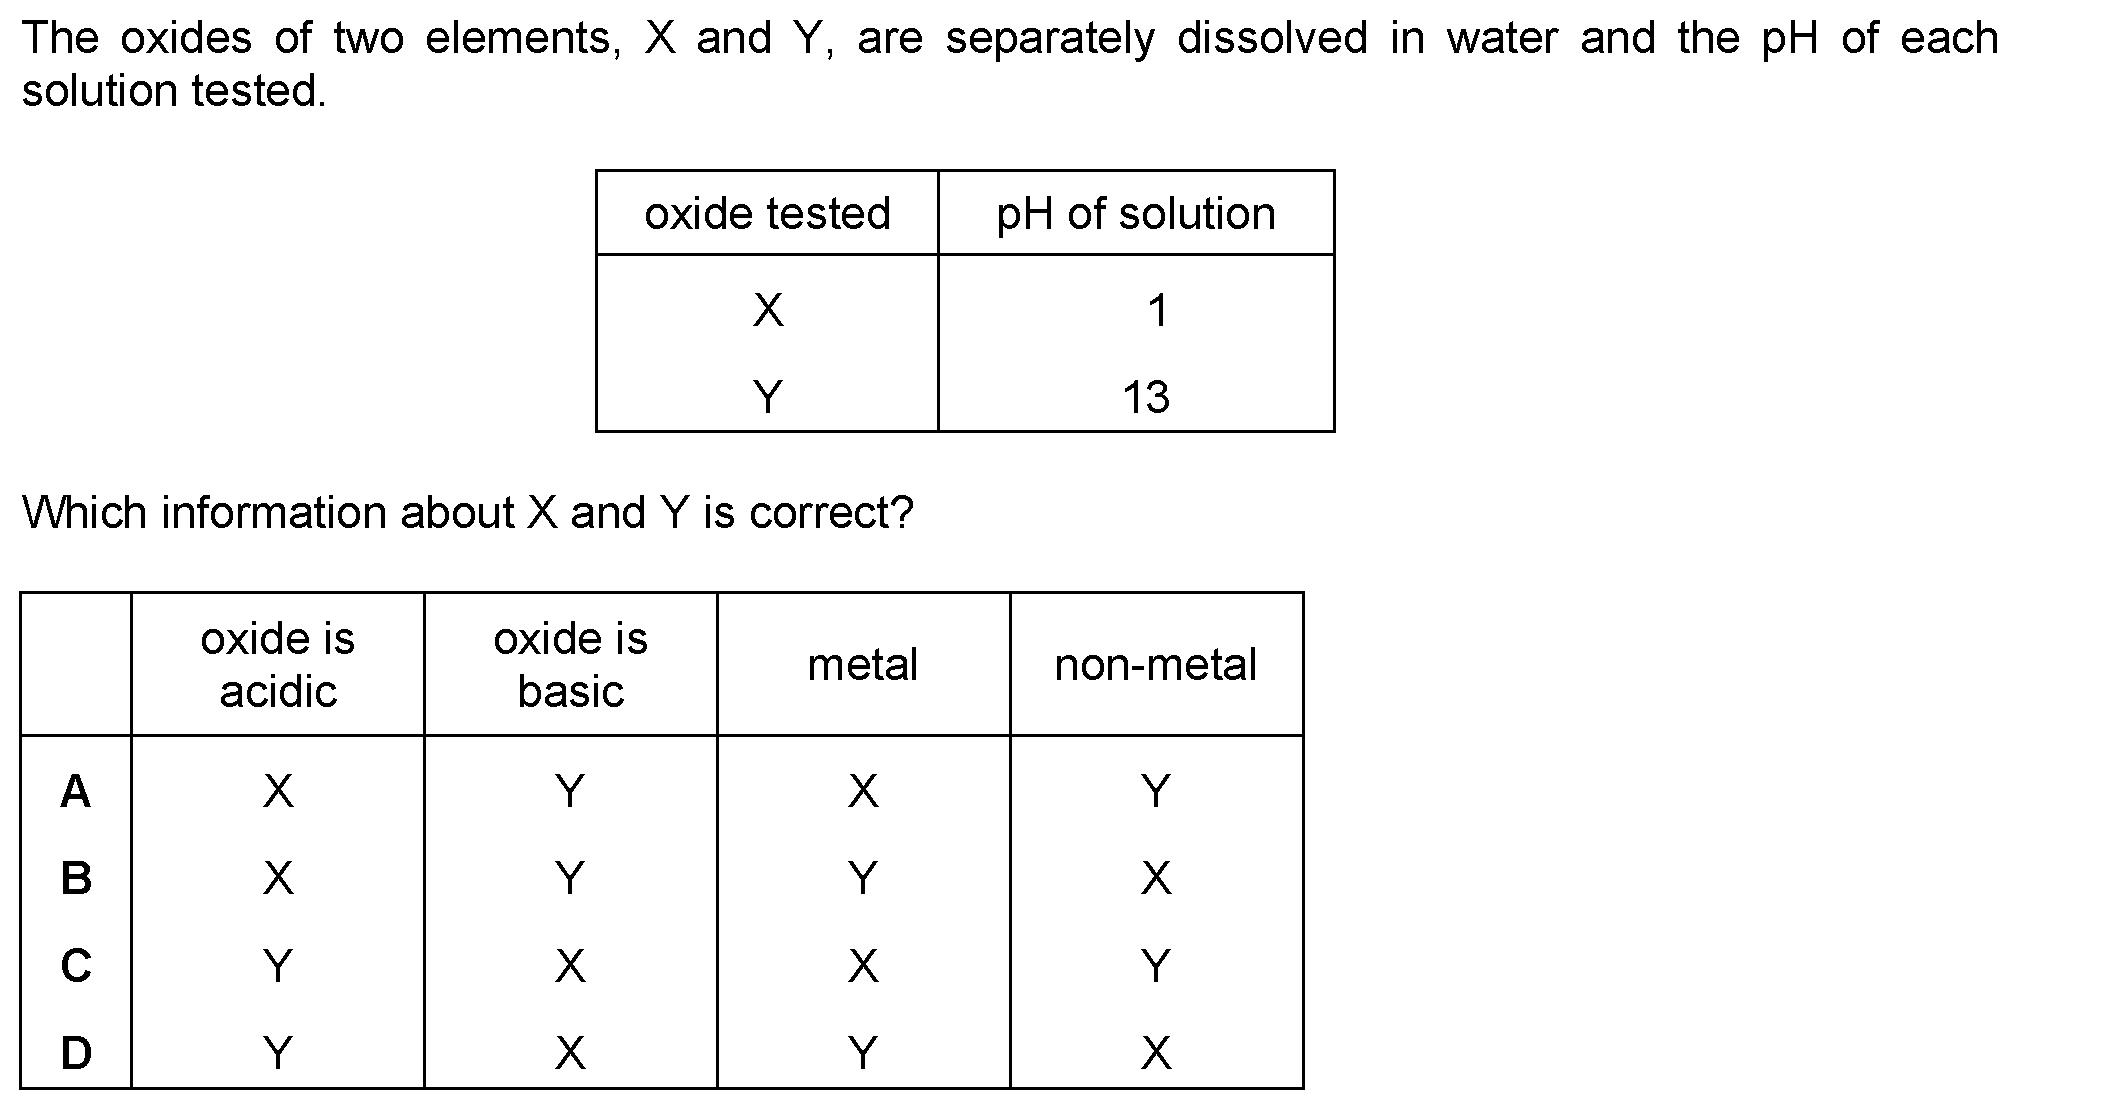 The oxides of two elements, X and Y, are separately dissolved in water and the pH of each
solution tested.
oxide tested pH of solution
X 1
Y 13
Which information about X and Y is correct?
oxide is acidic oxide is basic metal non-metal
A X Y X Y
B X Y Y X
C Y X X Y
D Y X Y X